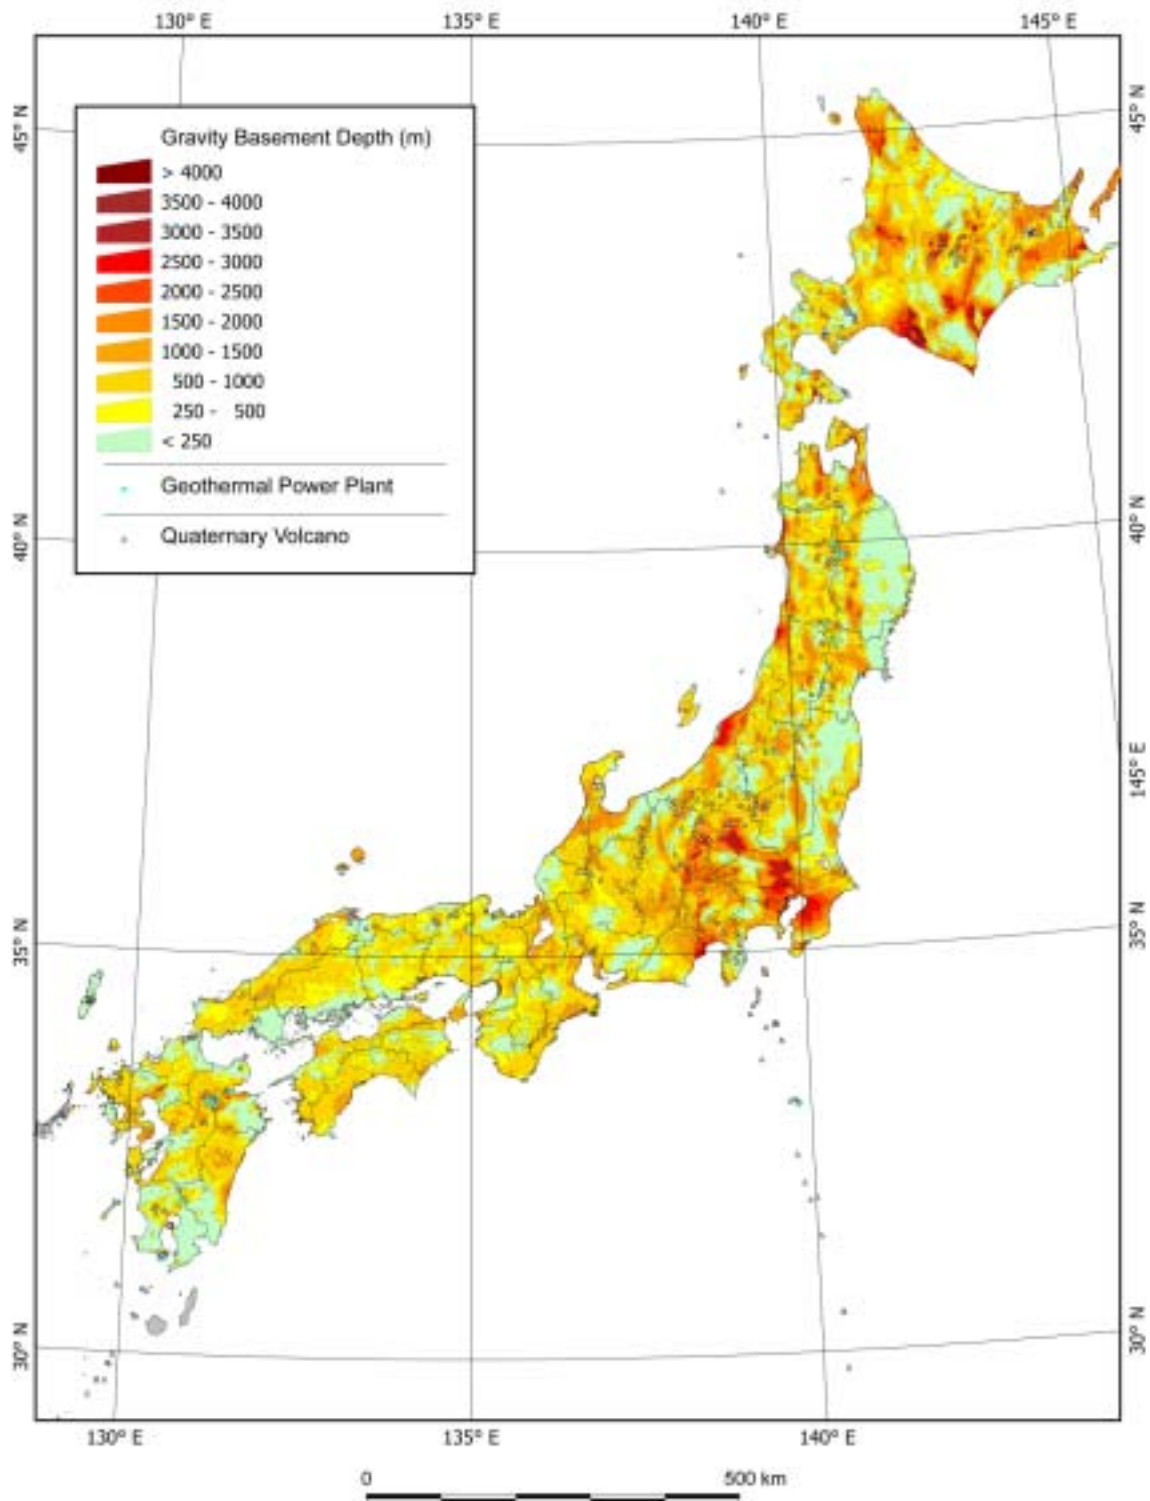 130° E 135° E 140° E 145° E
45° N
45° N
Gravity Basement Depth (m)
> 4000
3500 - 4000
3000 - 3500
2500 - 3000
2000 - 2500
1500 - 2000
1000 - 1500
500 - 1000
250 - 500
< 250
Geothermal Power Plant
Quaternary Volcano
40° N
40° N
145° E
35° N
35° N
30° N
30° N
130° E 135° E 140° E
0 500 km